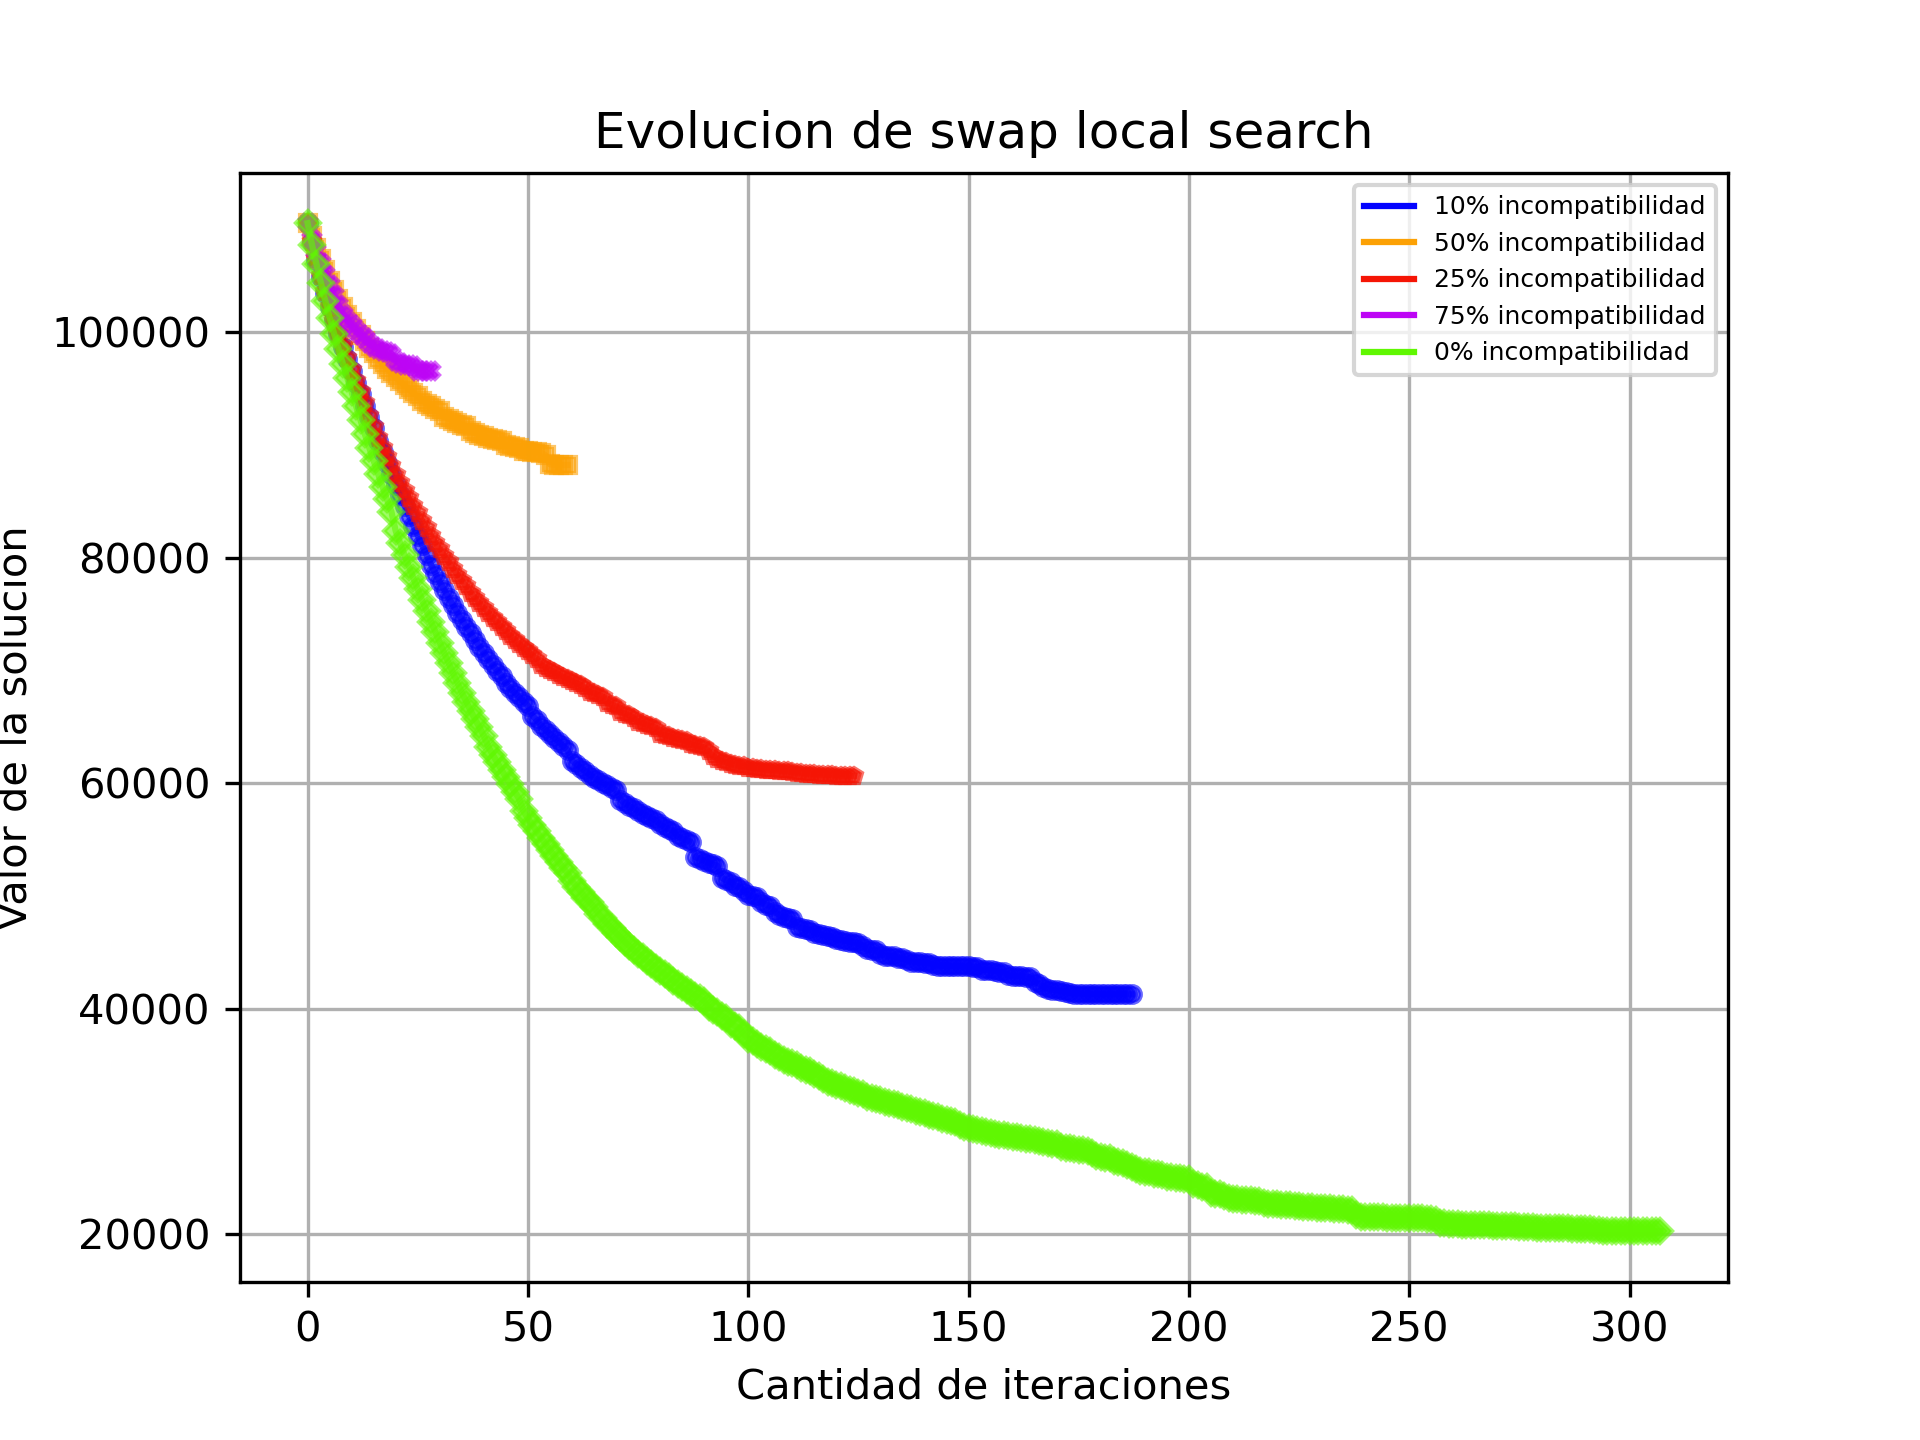 Evolucion de swap local search
10% incompatibilidad
50% incompatibilidad
25% incompatibilidad
75% incompatibilidad
0% incompatibilidad
Valor de la solucion
100000
80000
60000
40000
20000
0 50 100 150 200 250 300
Cantidad de iteraciones